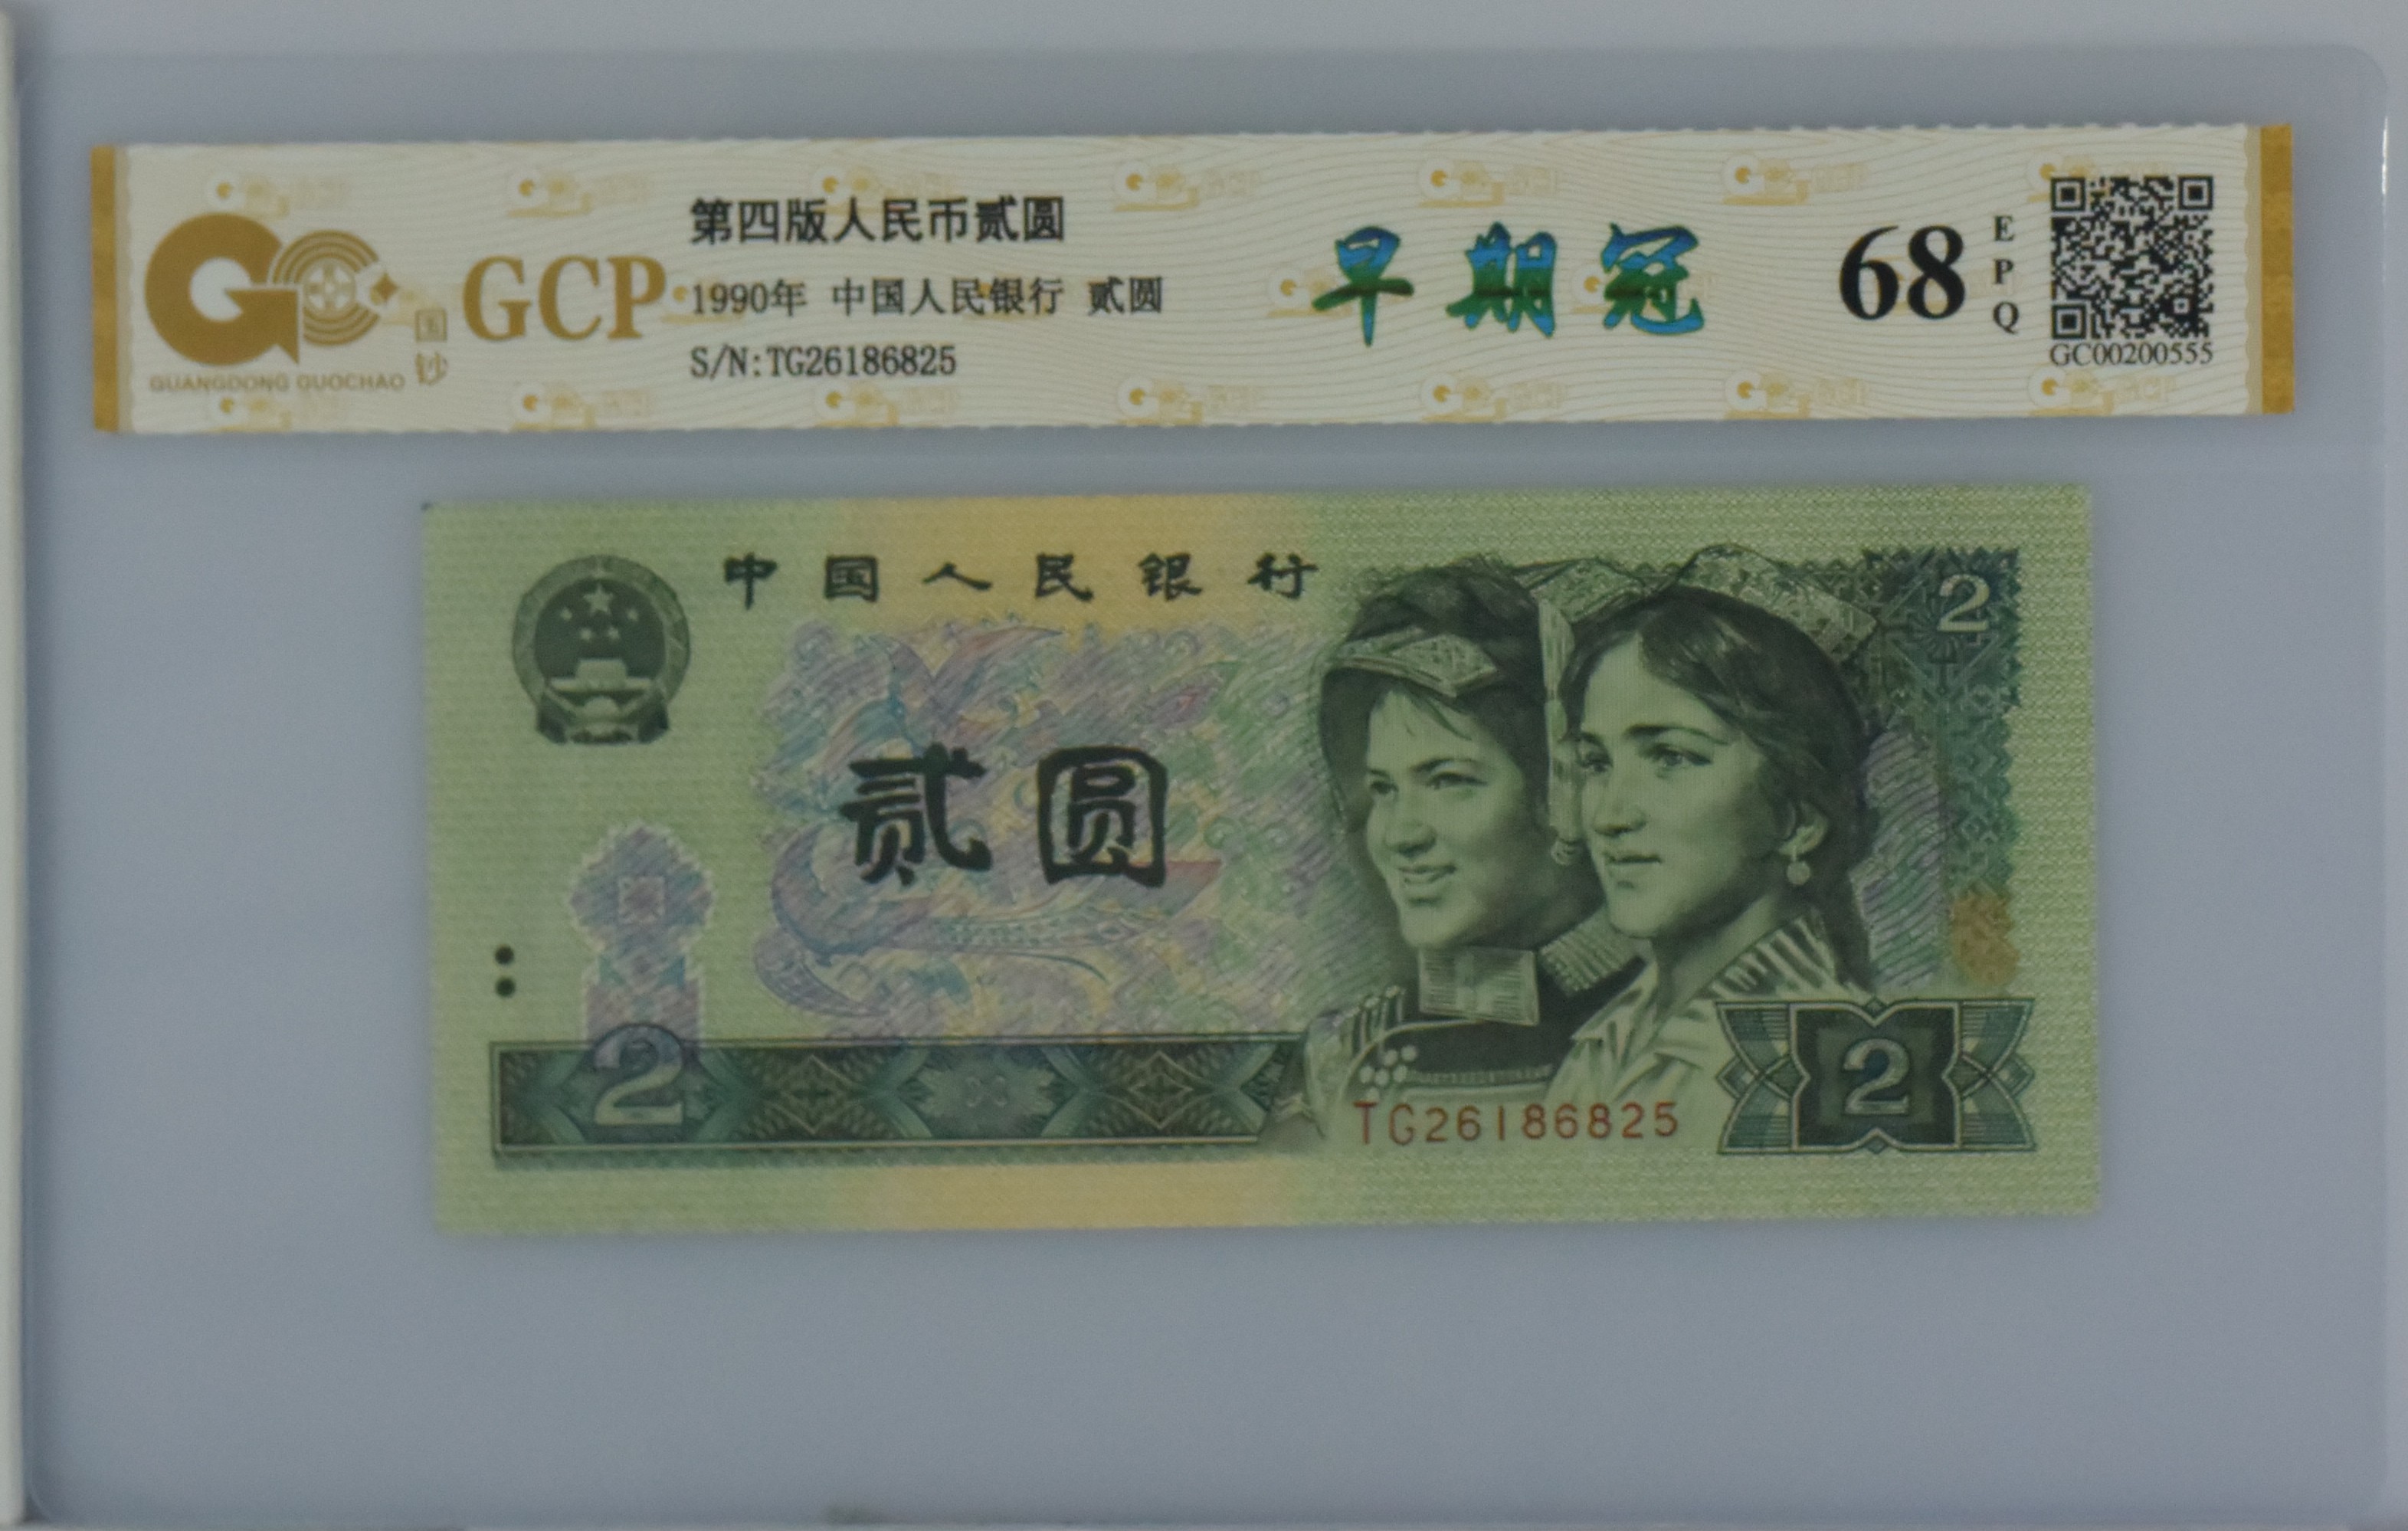 GUANGDONG GUOCHAO
国钞
GCP
第四版人民币贰圆
1990年 中国人民银行 贰圆
S/N:TG26186825
早期冠
68
EPQ
GC00200555
中国人民银行
2
贰圆
2
TG26186825
2